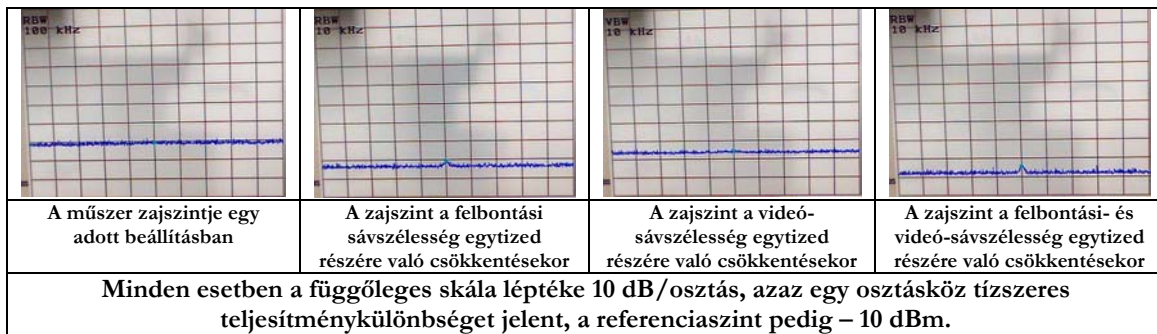 RBW
100 kHz
RBW
10 kHz
VBW
10 kHz
RBW
10 kHz
A műszer zajszintje egy
adott beállításban
A zajszint a felbontási
sávszélesség egytized
részére való csökkentésekor
A zajszint a videó-
sávszélesség egytized
részére való csökkentésekor
A zajszint a felbontási- és
videó-sávszélesség egytized
részére való csökkentésekor
Minden esetben a függőleges skála léptéke 10 dB/osztás, azaz egy osztásköz tízszeres
teljesítménykülönbséget jelent, a referenciaszint pedig – 10 dBm.